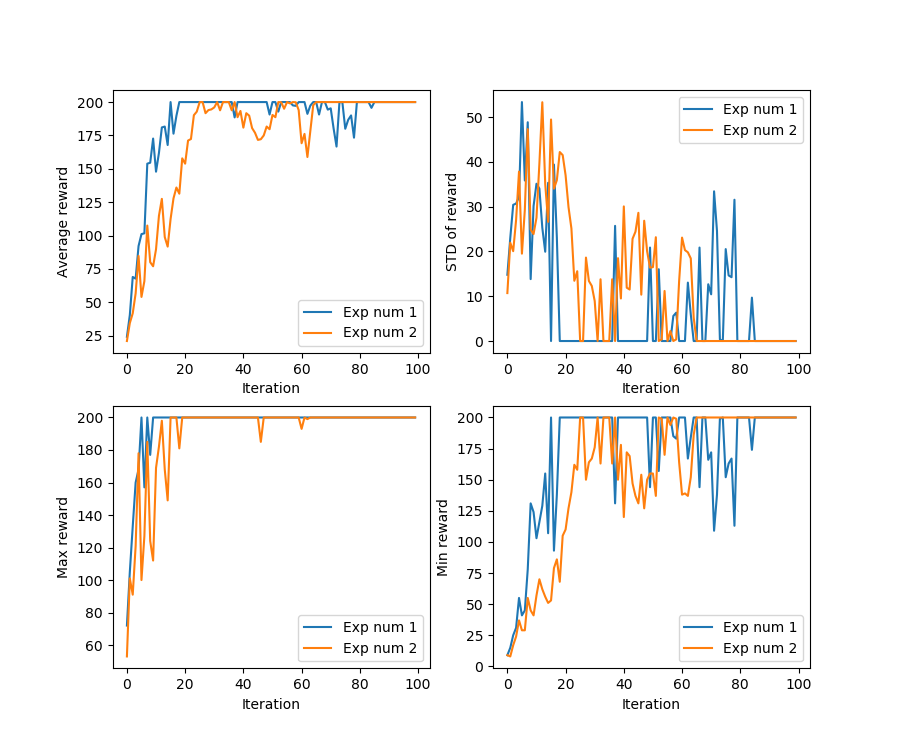 200
175
150
125
100
75
50
25
Average reward
0 20 40 60 80 100
Iteration
Exp num 1
Exp num 2
50
40
30
20
10
0
STD of reward
0 20 40 60 80 100
Iteration
Exp num 1
Exp num 2
200
180
160
140
120
100
80
60
Max reward
0 20 40 60 80 100
Iteration
Exp num 1
Exp num 2
200
175
150
125
100
75
50
25
0
Min reward
0 20 40 60 80 100
Iteration
Exp num 1
Exp num 2